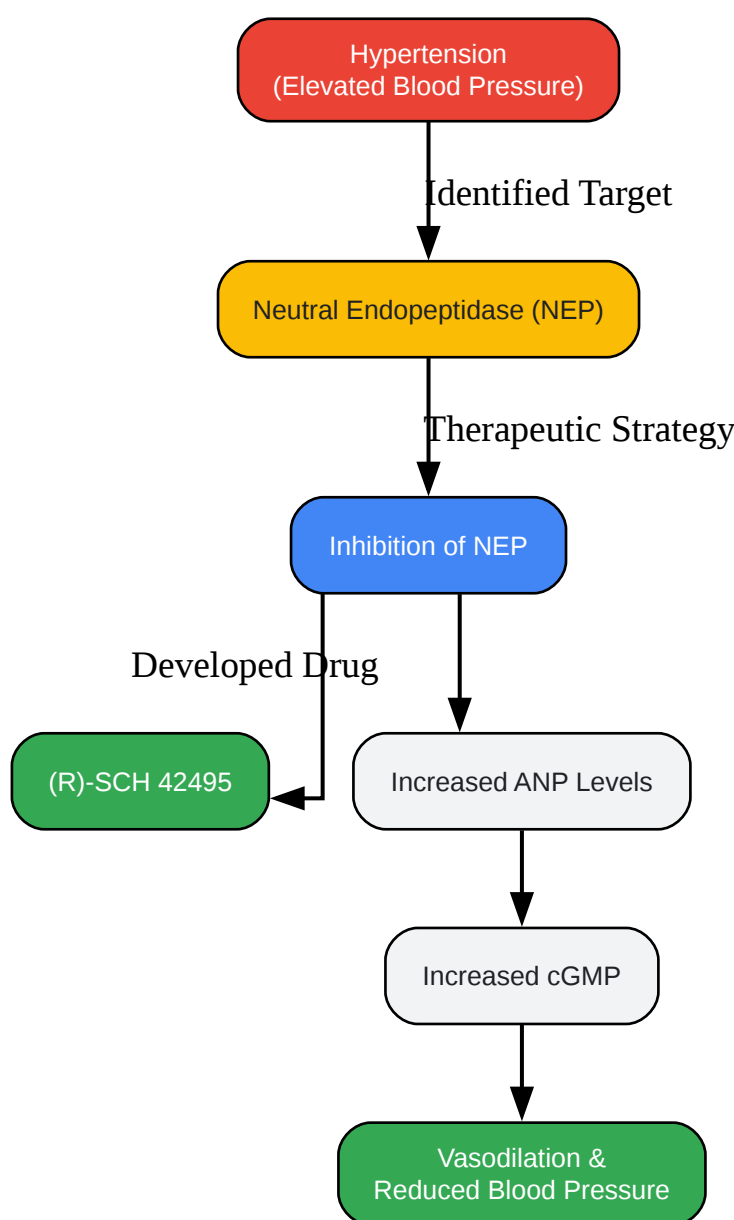 Hypertension
(Elevated Blood Pressure)
Identified Target
Neutral Endopeptidase (NEP)
Therapeutic Strategy
Inhibition of NEP
Developed Drug
(R)-SCH 42495
Increased ANP Levels
Increased cGMP
Vasodilation &
Reduced Blood Pressure